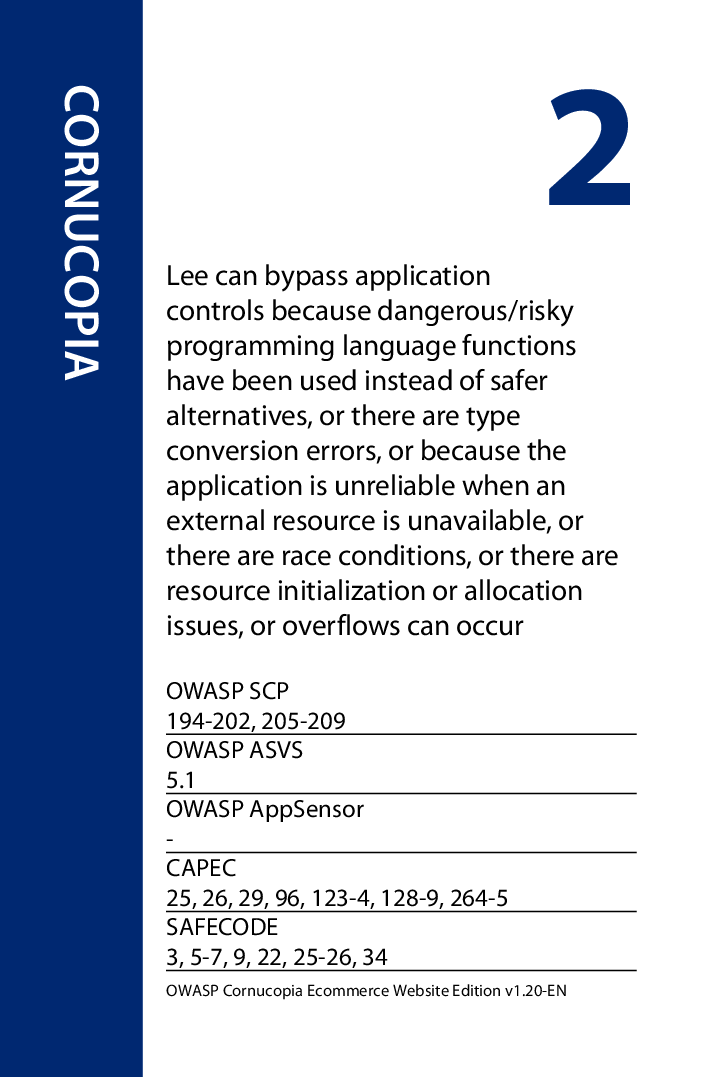 CORNUCOPIA
2
Lee can bypass application
controls because dangerous/risky
programming language functions
have been used instead of safer
alternatives, or there are type
conversion errors, or because the
application is unreliable when an
external resource is unavailable, or
there are race conditions, or there are
resource initialization or allocation
issues, or overflows can occur
OWASP SCP
194-202, 205-209
OWASP ASVS
5.1
OWASP AppSensor
-
CAPEC
25, 26, 29, 96, 123-4, 128-9, 264-5
SAFECODE
3, 5-7, 9, 22, 25-26, 34
OWASP Cornucopia Ecommerce Website Edition v1.20-EN